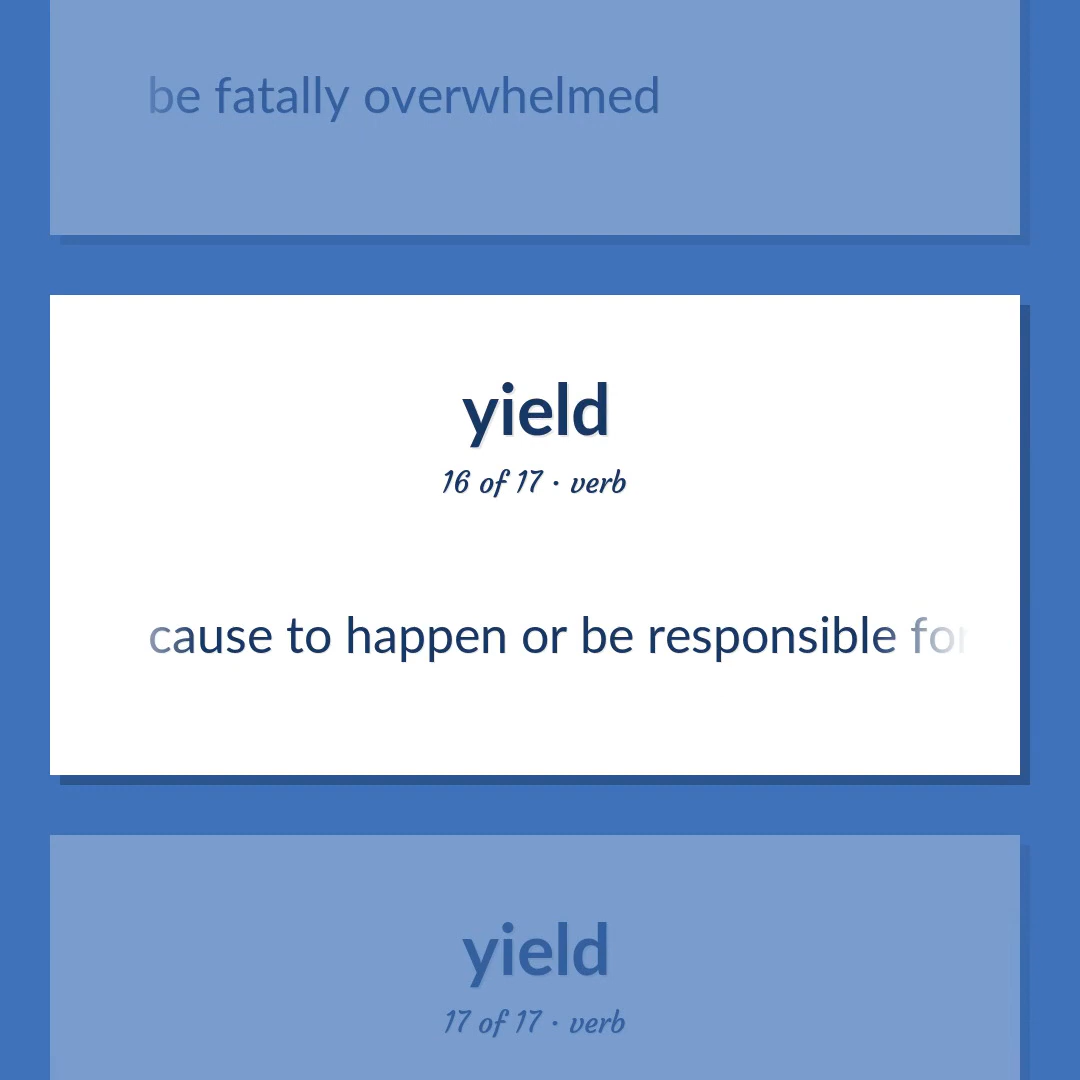 be fatally overwhelmed
yield
16 of 17 · verb
cause to happen or be responsible for
yield
17 of 17 · verb